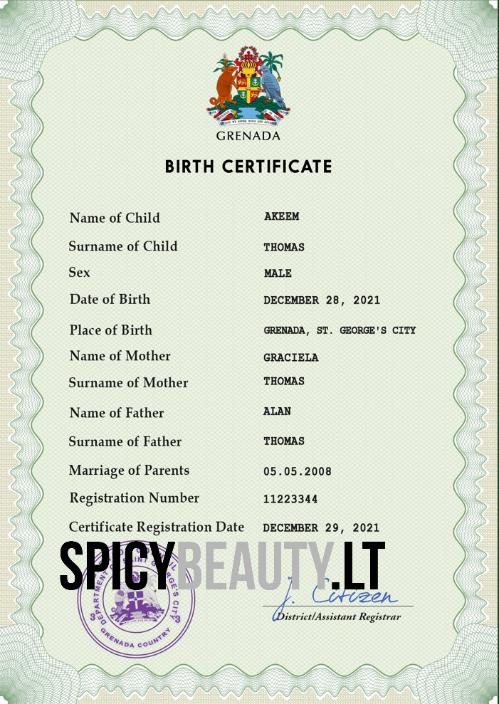 GRENADA
BIRTH CERTIFICATE
Name of Child AKEEM
Surname of Child THOMAS
Sex MALE
Date of Birth DECEMBER 28, 2021
Place of Birth GRENADA, ST. GEORGE'S CITY
Name of Mother GRACIELA
Surname of Mother THOMAS
Name of Father ALAN
Surname of Father THOMAS
Marriage of Parents 05.05.2008
Registration Number 11223344
Certificate Registration Date DECEMBER 29, 2021
SPICYBEAUTY.LT
GEORGE'S CITY
GRENADA COUNTRY
J. Citizen
District/Assistant Registrar